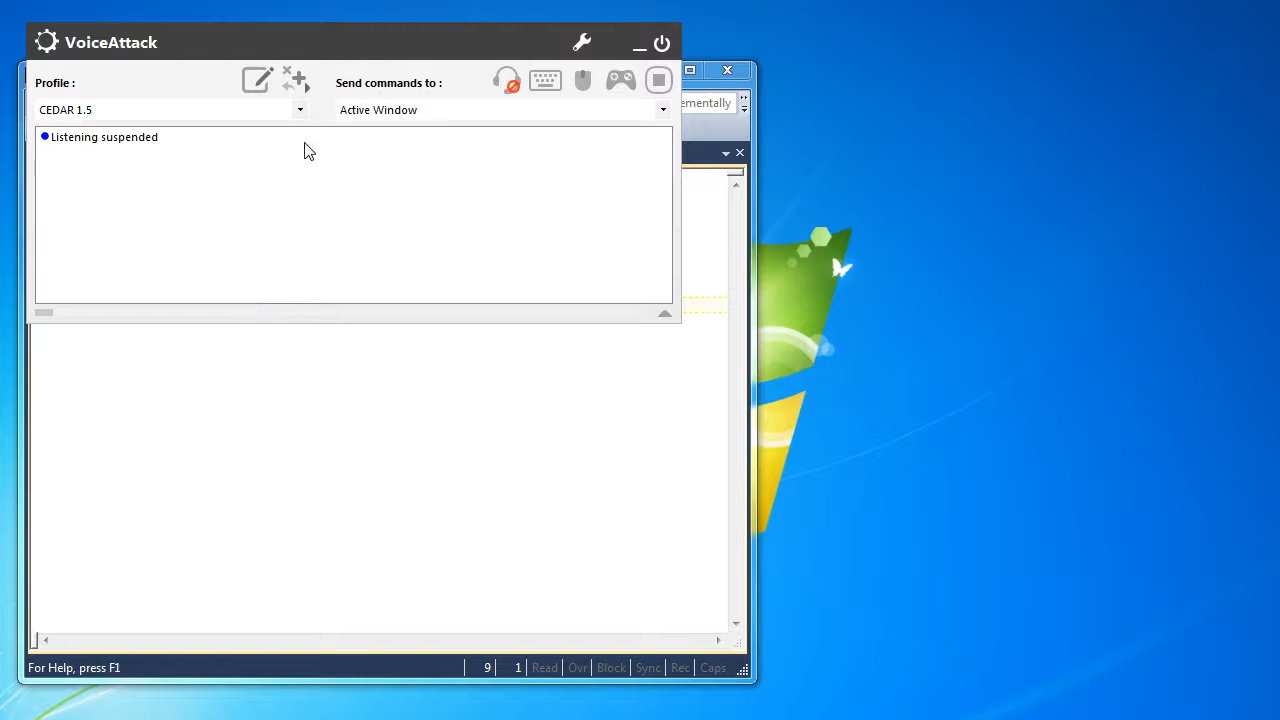 VoiceAttack
Profile :
Send commands to :
CEDAR 1.5
Active Window
ementally
Listening suspended
For Help, press F1
9
1
Read
Ovr
Block
Sync
Rec
Caps